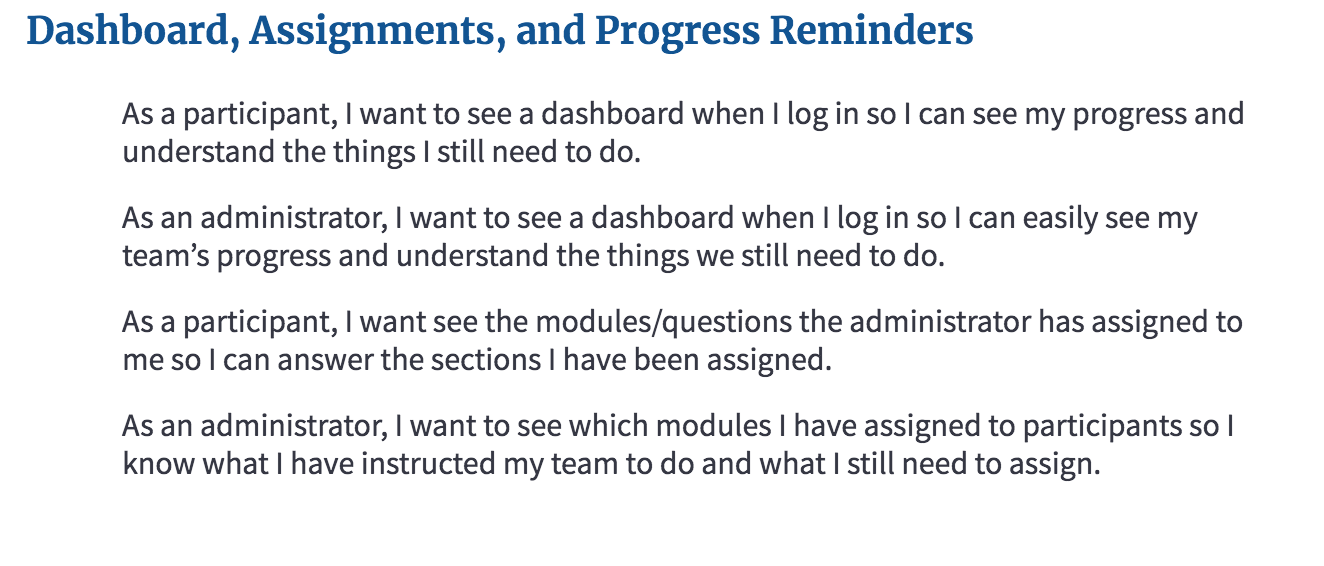 Dashboard, Assignments, and Progress Reminders
As a participant, I want to see a dashboard when I log in so I can see my progress and
understand the things I still need to do.
As an administrator, I want to see a dashboard when I log in so I can easily see my
team’s progress and understand the things we still need to do.
As a participant, I want see the modules/questions the administrator has assigned to
me so I can answer the sections I have been assigned.
As an administrator, I want to see which modules I have assigned to participants so I
know what I have instructed my team to do and what I still need to assign.